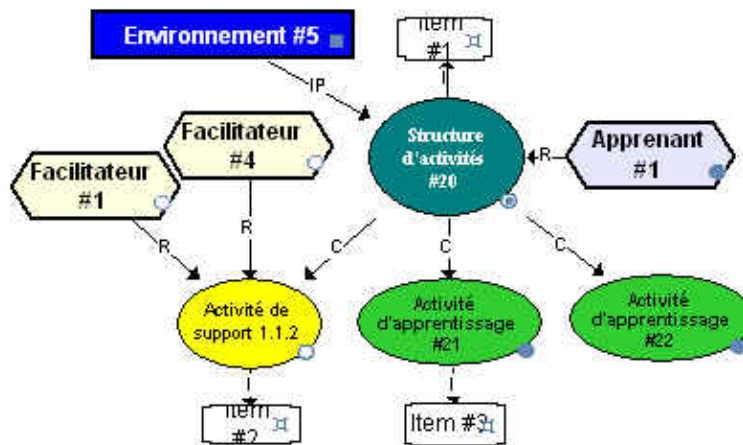 Environnement #5
Item
#1
IP
I
Facilitateur
#4
Structure
d'activités
#20
Apprenant
#1
R
Facilitateur
#1
R
R
C
C
C
Activité de
support 1.1.2
Activité
d'apprentissage
#21
Activité
d'apprentissage
#22
Item
#2
Item #3